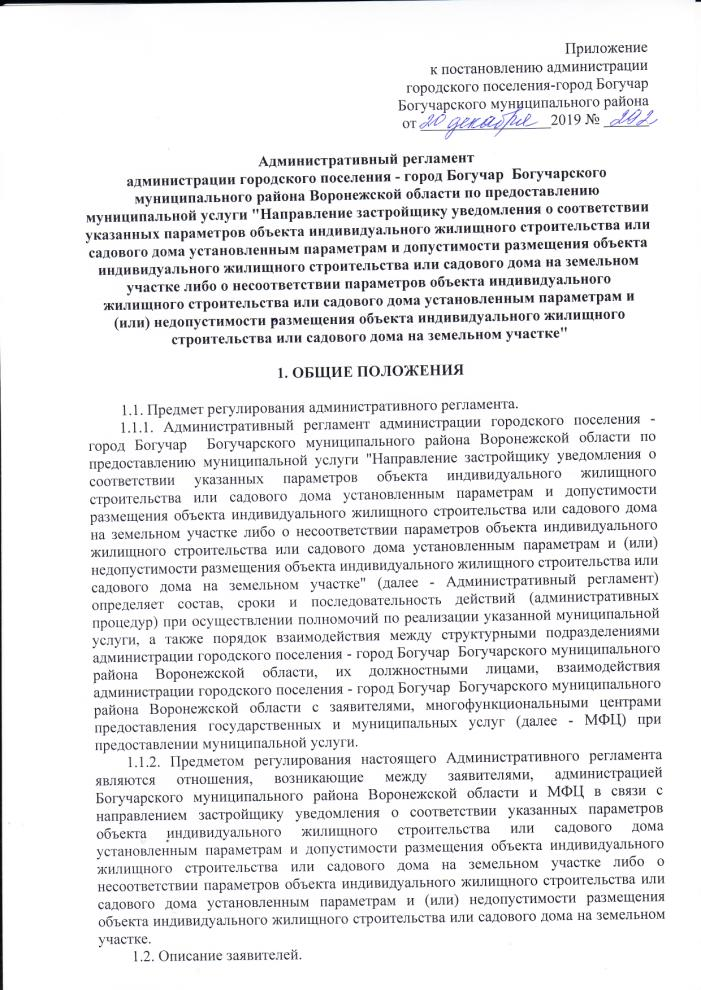 Приложение
к постановлению администрации
городского поселения-город Богучар
Богучарского муниципального района
от 20 декабря 2019 № 292
Административный регламент
администрации городского поселения - город Богучар Богучарского
муниципального района Воронежской области по предоставлению
муниципальной услуги "Направление застройщику уведомления о соответствии
указанных параметров объекта индивидуального жилищного строительства или
садового дома установленным параметрам и допустимости размещения объекта
индивидуального жилищного строительства или садового дома на земельном
участке либо о несоответствии параметров объекта индивидуального
жилищного строительства или садового дома установленным параметрам и
(или) недопустимости размещения объекта индивидуального жилищного
строительства или садового дома на земельном участке"
1. ОБЩИЕ ПОЛОЖЕНИЯ
1.1. Предмет регулирования административного регламента.
1.1.1. Административный регламент администрации городского поселения -
город Богучар Богучарского муниципального района Воронежской области по
предоставлению муниципальной услуги "Направление застройщику уведомления о
соответствии указанных параметров объекта индивидуального жилищного
строительства или садового дома установленным параметрам и допустимости
размещения объекта индивидуального жилищного строительства или садового дома
на земельном участке либо о несоответствии параметров объекта индивидуального
жилищного строительства или садового дома установленным параметрам и (или)
недопустимости размещения объекта индивидуального жилищного строительства или
садового дома на земельном участке" (далее - Административный регламент)
определяет состав, сроки и последовательность действий (административных
процедур) при осуществлении полномочий по реализации указанной муниципальной
услуги, а также порядок взаимодействия между структурными подразделениями
администрации городского поселения - город Богучар Богучарского муниципального
района Воронежской области, их должностными лицами, взаимодействия
администрации городского поселения - город Богучар Богучарского муниципального
района Воронежской области с заявителями, многофункциональными центрами
предоставления государственных и муниципальных услуг (далее - МФЦ) при
предоставлении муниципальной услуги.
1.1.2. Предметом регулирования настоящего Административного регламента
являются отношения, возникающие между заявителями, администрацией
Богучарского муниципального района Воронежской области и МФЦ в связи с
направлением застройщику уведомления о соответствии указанных параметров
объекта индивидуального жилищного строительства или садового дома
установленным параметрам и допустимости размещения объекта индивидуального
жилищного строительства или садового дома на земельном участке либо о
несоответствии параметров объекта индивидуального жилищного строительства или
садового дома установленным параметрам и (или) недопустимости размещения
объекта индивидуального жилищного строительства или садового дома на земельном
участке.
1.2. Описание заявителей.